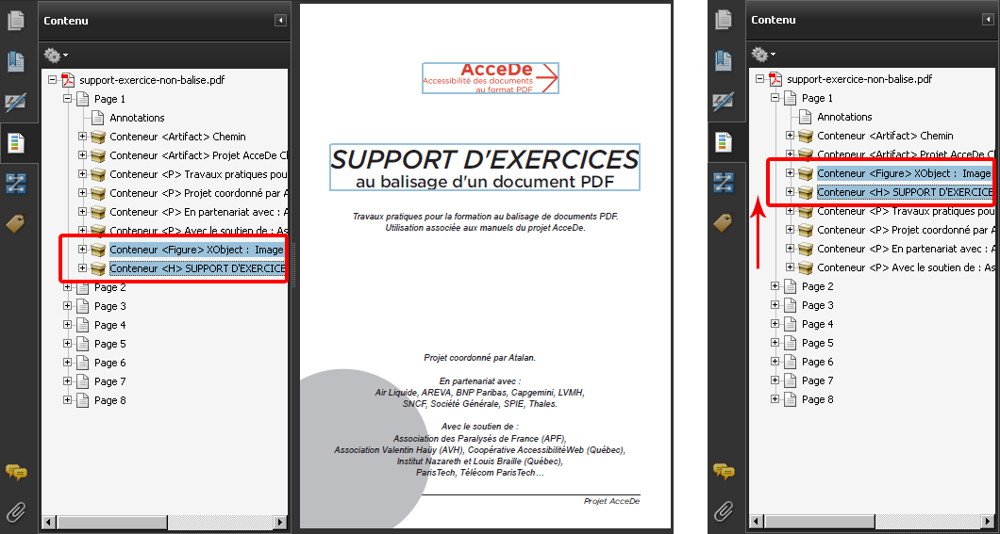 Contenu
support-exercice-non-balise.pdf
Page 1
Annotations
Conteneur <Artifact> Chemin
Conteneur <Artifact> Projet AcceDe C
Conteneur <P> Travaux pratiques pou
Conteneur <P> Projet coordonné par A
Conteneur <P> En partenariat avec : A
Conteneur <P> Avec le soutien de : As
Conteneur <Figure> XObject : Image
Conteneur <H> SUPPORT D'EXERCICE
Page 2
Page 3
Page 4
Page 5
Page 6
Page 7
Page 8
AcceDe
Accessibilité des documents
au format PDF
SUPPORT D'EXERCICES
au balisage d'un document PDF
Travaux pratiques pour la formation au balisage de documents PDF.
Utilisation associée aux manuels du projet AcceDe.
Projet coordonné par Atalan.
En partenariat avec :
Air Liquide, AREVA, BNP Paribas, Capgemini, LVMH,
SNCF, Société Générale, SPIE, Thales.
Avec le soutien de :
Association des Paralysés de France (APF),
Association Valentin Haüy (AVH), Coopérative AccessibilitéWeb (Québec),
Institut Nazareth et Louis Braille (Québec),
ParisTech, Télécom ParisTech…
Projet AcceDe
Contenu
support-exercice-non-balise.pdf
Page 1
Annotations
Conteneur <Artifact> Chemin
Conteneur <Artifact> Projet AcceDe C
Conteneur <Figure> XObject : Image
Conteneur <H> SUPPORT D'EXERCICE
Conteneur <P> Travaux pratiques pou
Conteneur <P> Projet coordonné par A
Conteneur <P> En partenariat avec : A
Conteneur <P> Avec le soutien de : As
Page 2
Page 3
Page 4
Page 5
Page 6
Page 7
Page 8